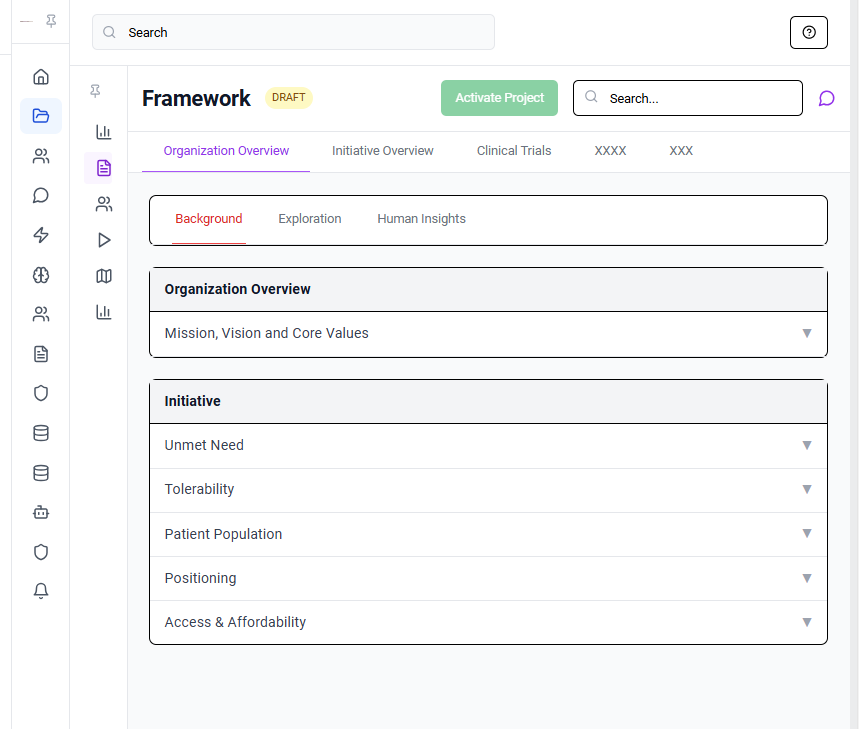 Search
Framework DRAFT Activate Project Search...
Organization Overview Initiative Overview Clinical Trials XXXX XXX
Background Exploration Human Insights
Organization Overview
Mission, Vision and Core Values
Initiative
Unmet Need
Tolerability
Patient Population
Positioning
Access & Affordability